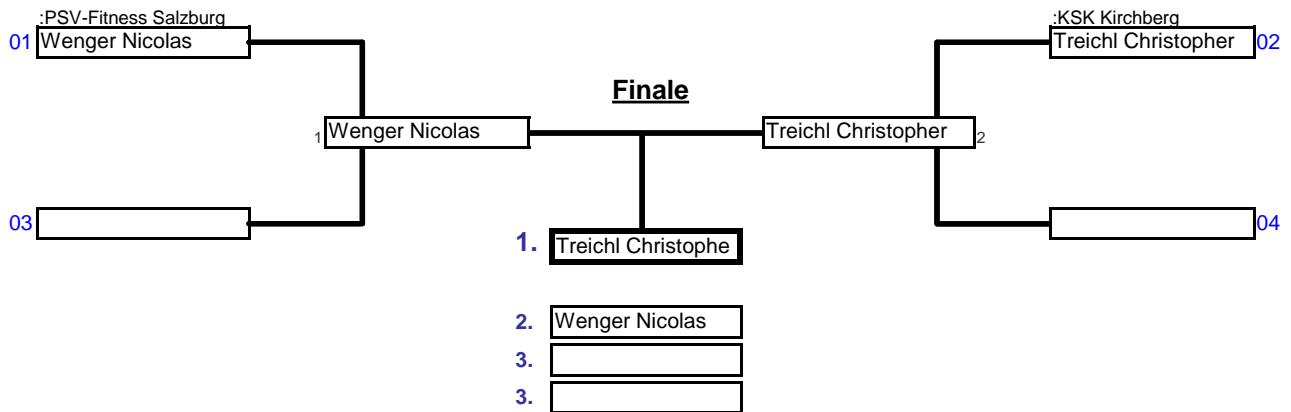 :PSV-Fitness Salzburg
:KSK Kirchberg
01 Wenger Nicolas
Treichl Christopher 02
Finale
1 Wenger Nicolas
Treichl Christopher 2
03
04
1. Treichl Christophe
2. Wenger Nicolas
3.
3.